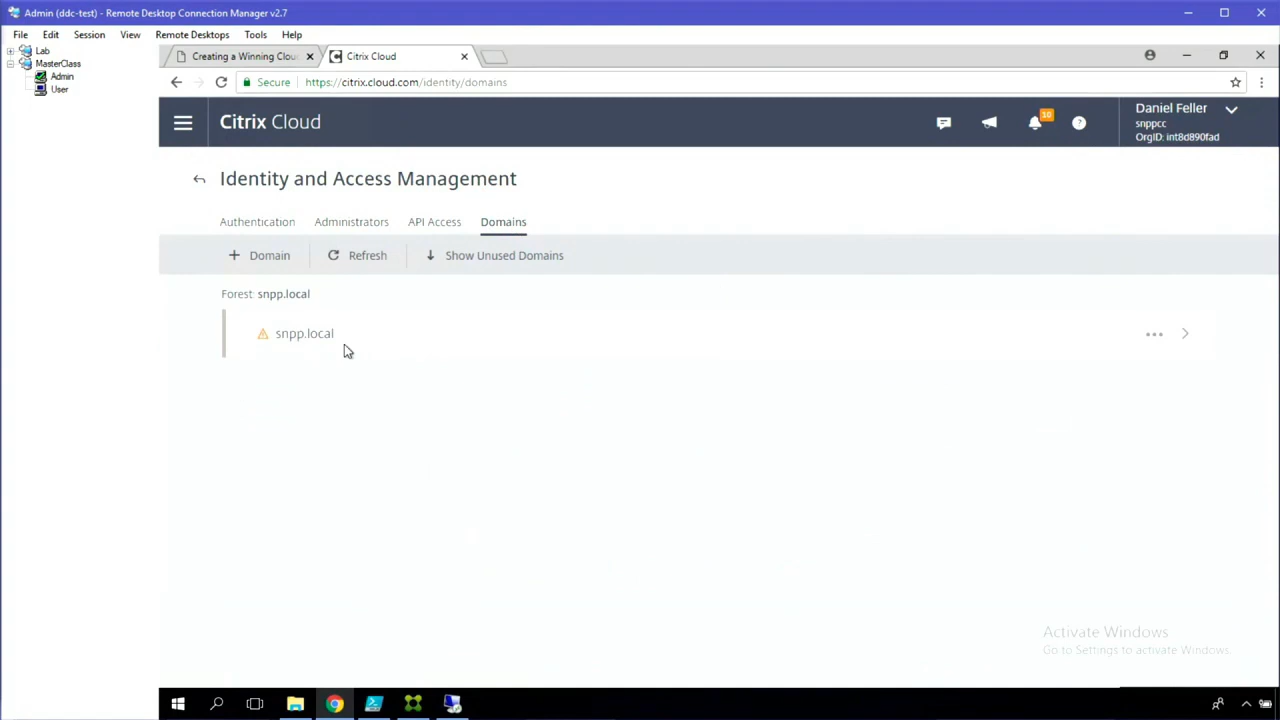 Admin (ddc-test) - Remote Desktop Connection Manager v2.7
File Edit Session View Remote Desktops Tools Help
Lab
MasterClass
Admin
User
Creating a Winning Clou
Citrix Cloud
Secure https://citrix.cloud.com/identity/domains
Citrix Cloud
10
?
Daniel Feller
snppcc
OrgID: int8d890fad
Identity and Access Management
Authentication Administrators API Access Domains
+ Domain Refresh Show Unused Domains
Forest: snpp.local
snpp.local
Activate Windows
Go to Settings to activate Windows.